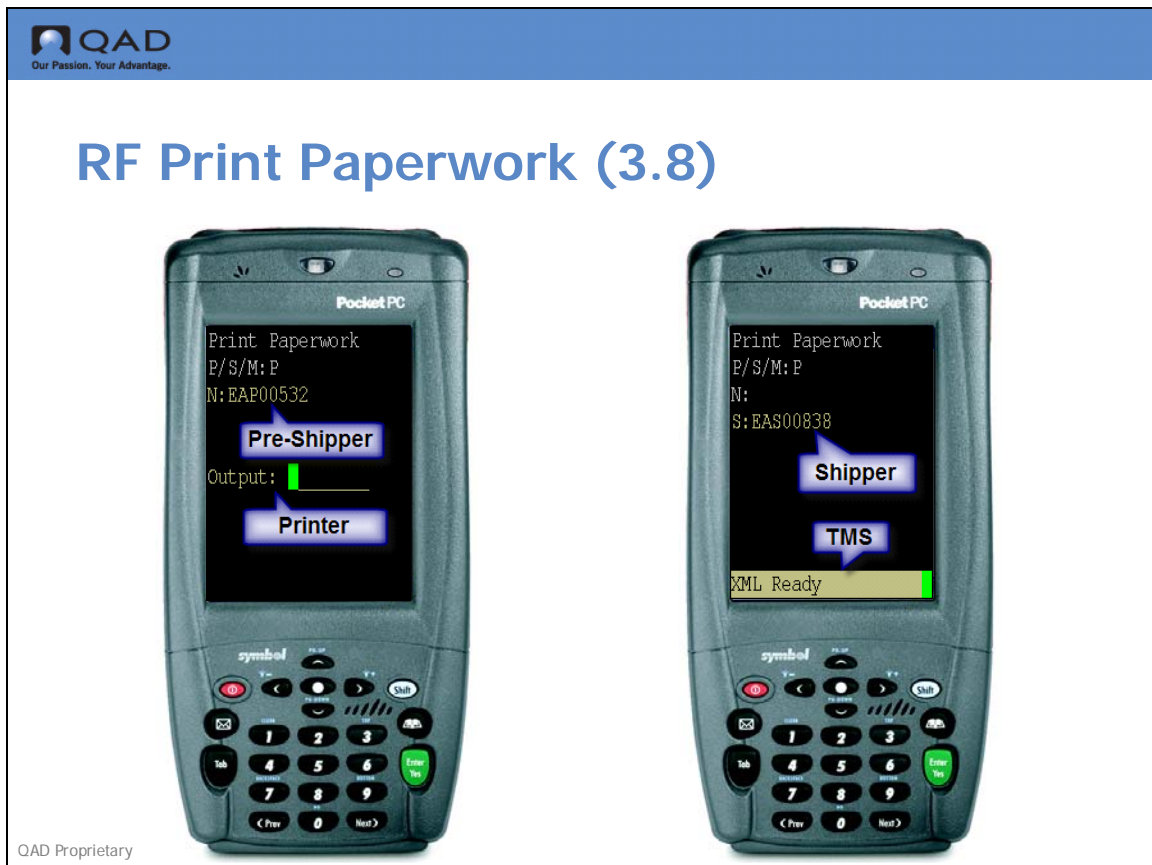 QAD
Our Passion. Your Advantage.
RF Print Paperwork (3.8)
Pocket PC
Print Paperwork
P/S/M:P
N:EAP00532
Pre-Shipper
Output:
Printer
symbol
Shift
1 2 3
Tab
4 5 6
Enter
Yes
7 8 9
< Prev 0 Next >
Pocket PC
Print Paperwork
P/S/M:P
N:
S:EAS00838
Shipper
TMS
XML Ready
symbol
Shift
1 2 3
Tab
4 5 6
Enter
Yes
7 8 9
< Prev 0 Next >
QAD Proprietary